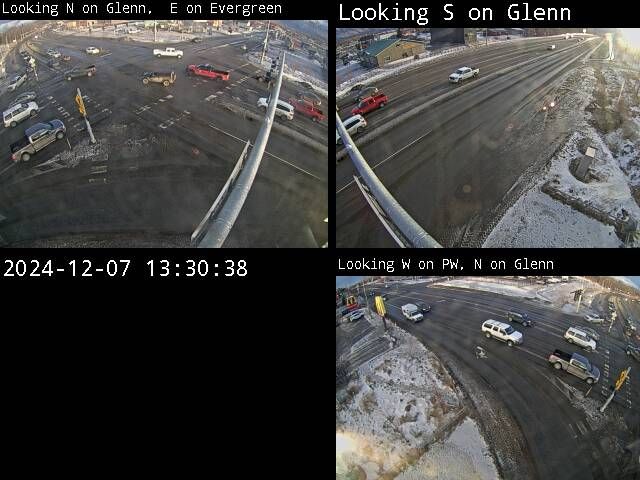 Looking N on Glenn,  E on Evergreen
Looking S on Glenn
2024-12-07 13:30:38
Looking W on PW, N on Glenn